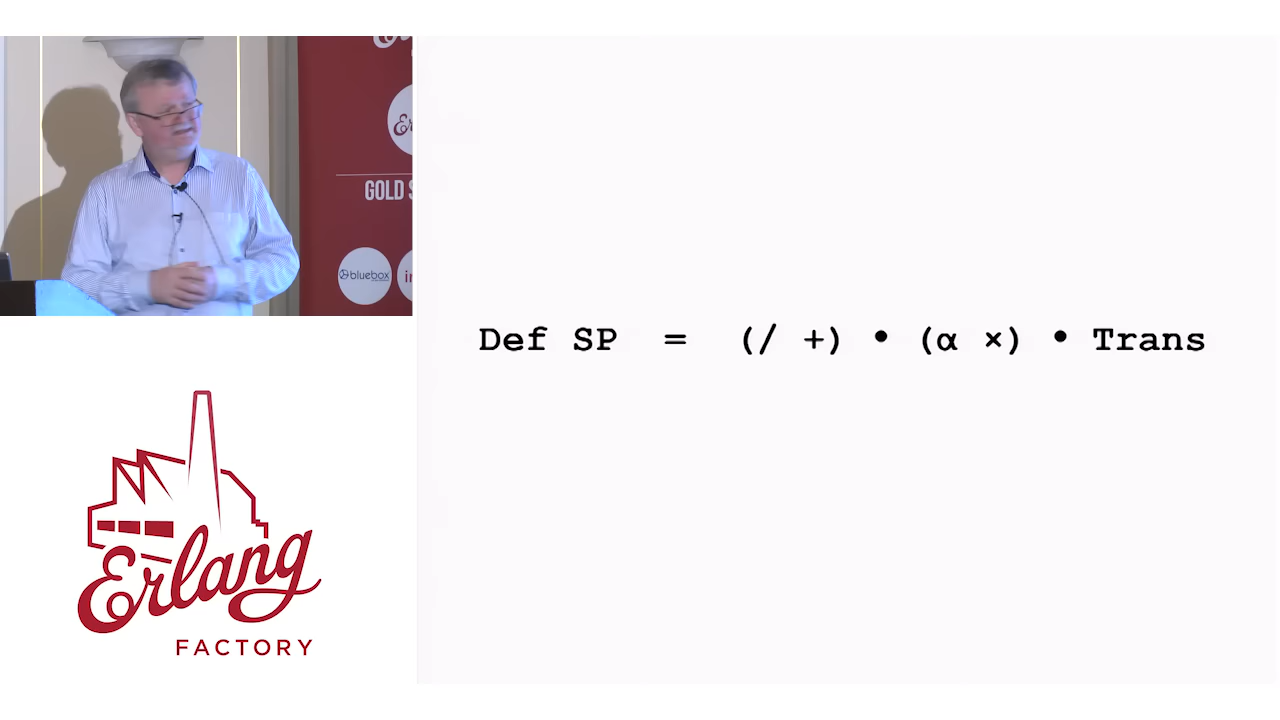 GOLD
bluebox
Def SP = (/ +) • (α ×) • Trans
Erlang
FACTORY